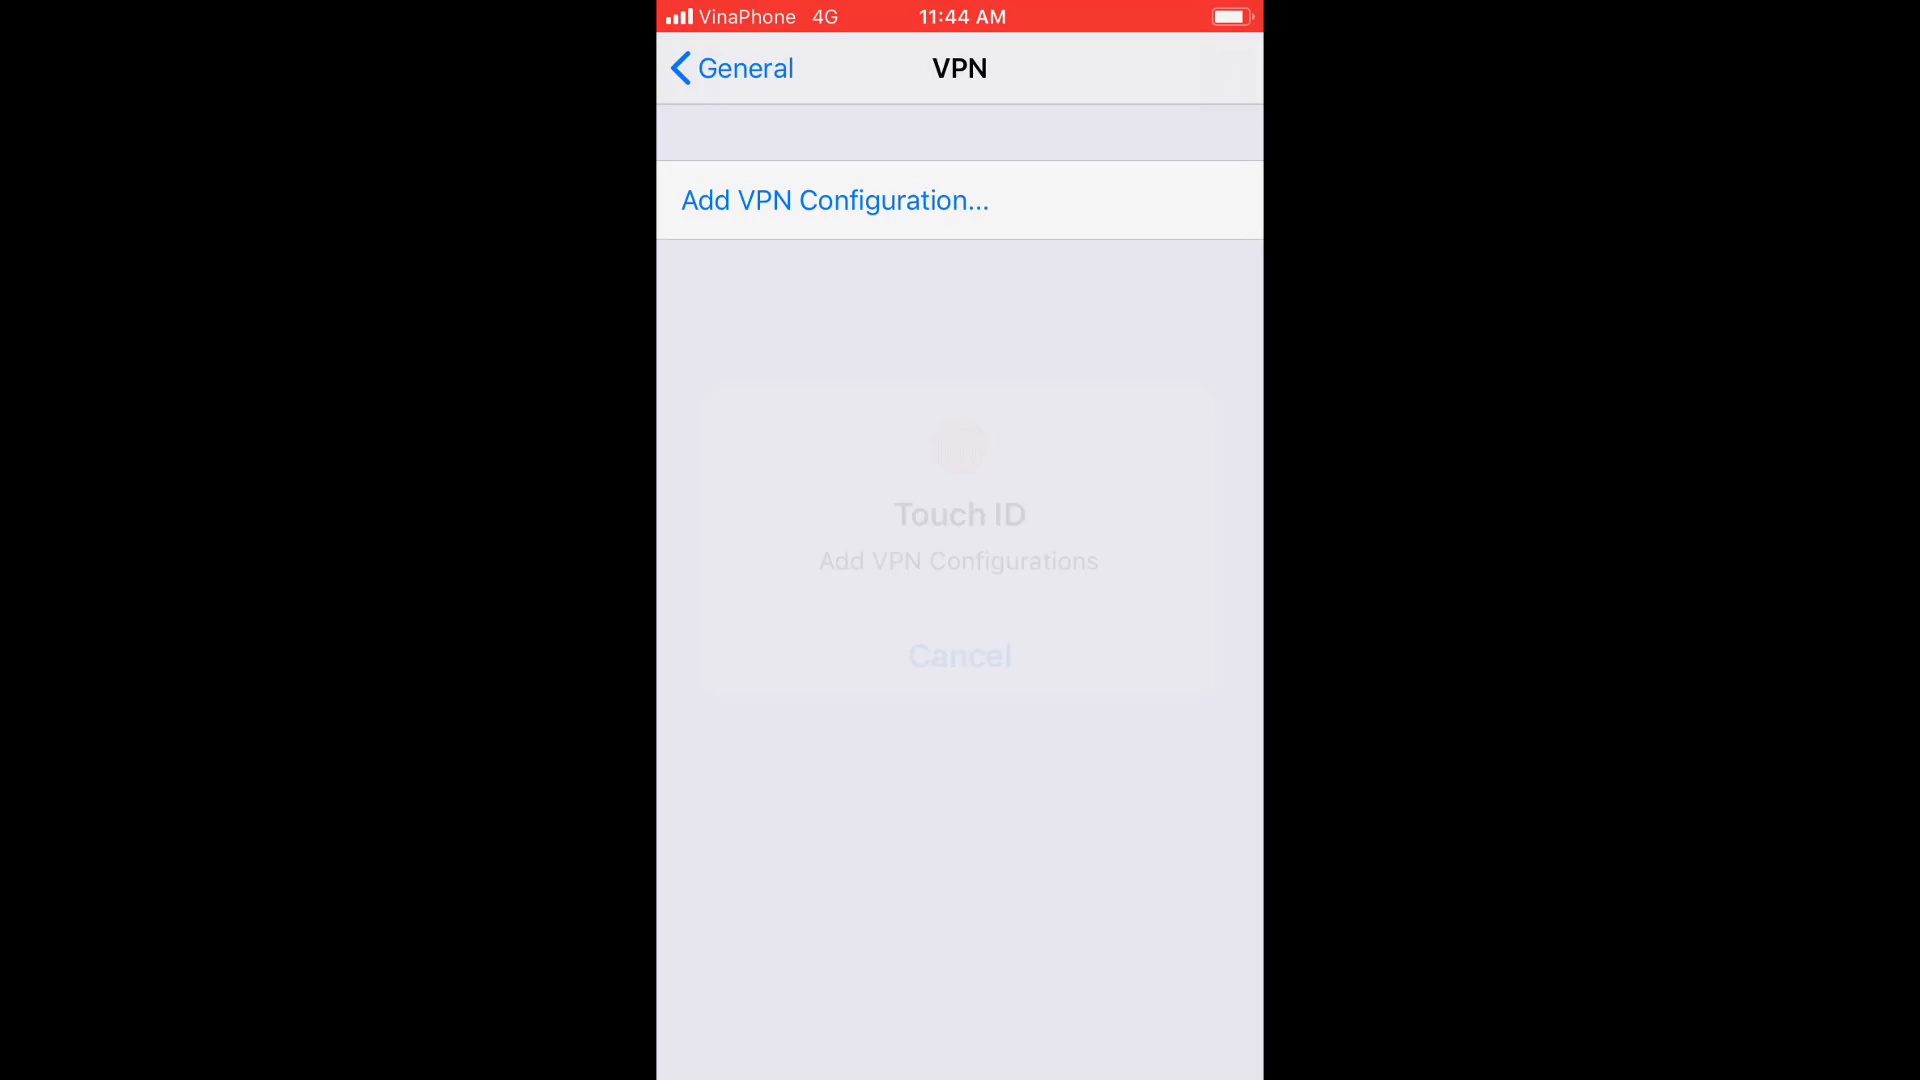 VinaPhone 4G 11:44 AM
General VPN
Add VPN Configuration...
Touch ID
Add VPN Configurations
Cancel